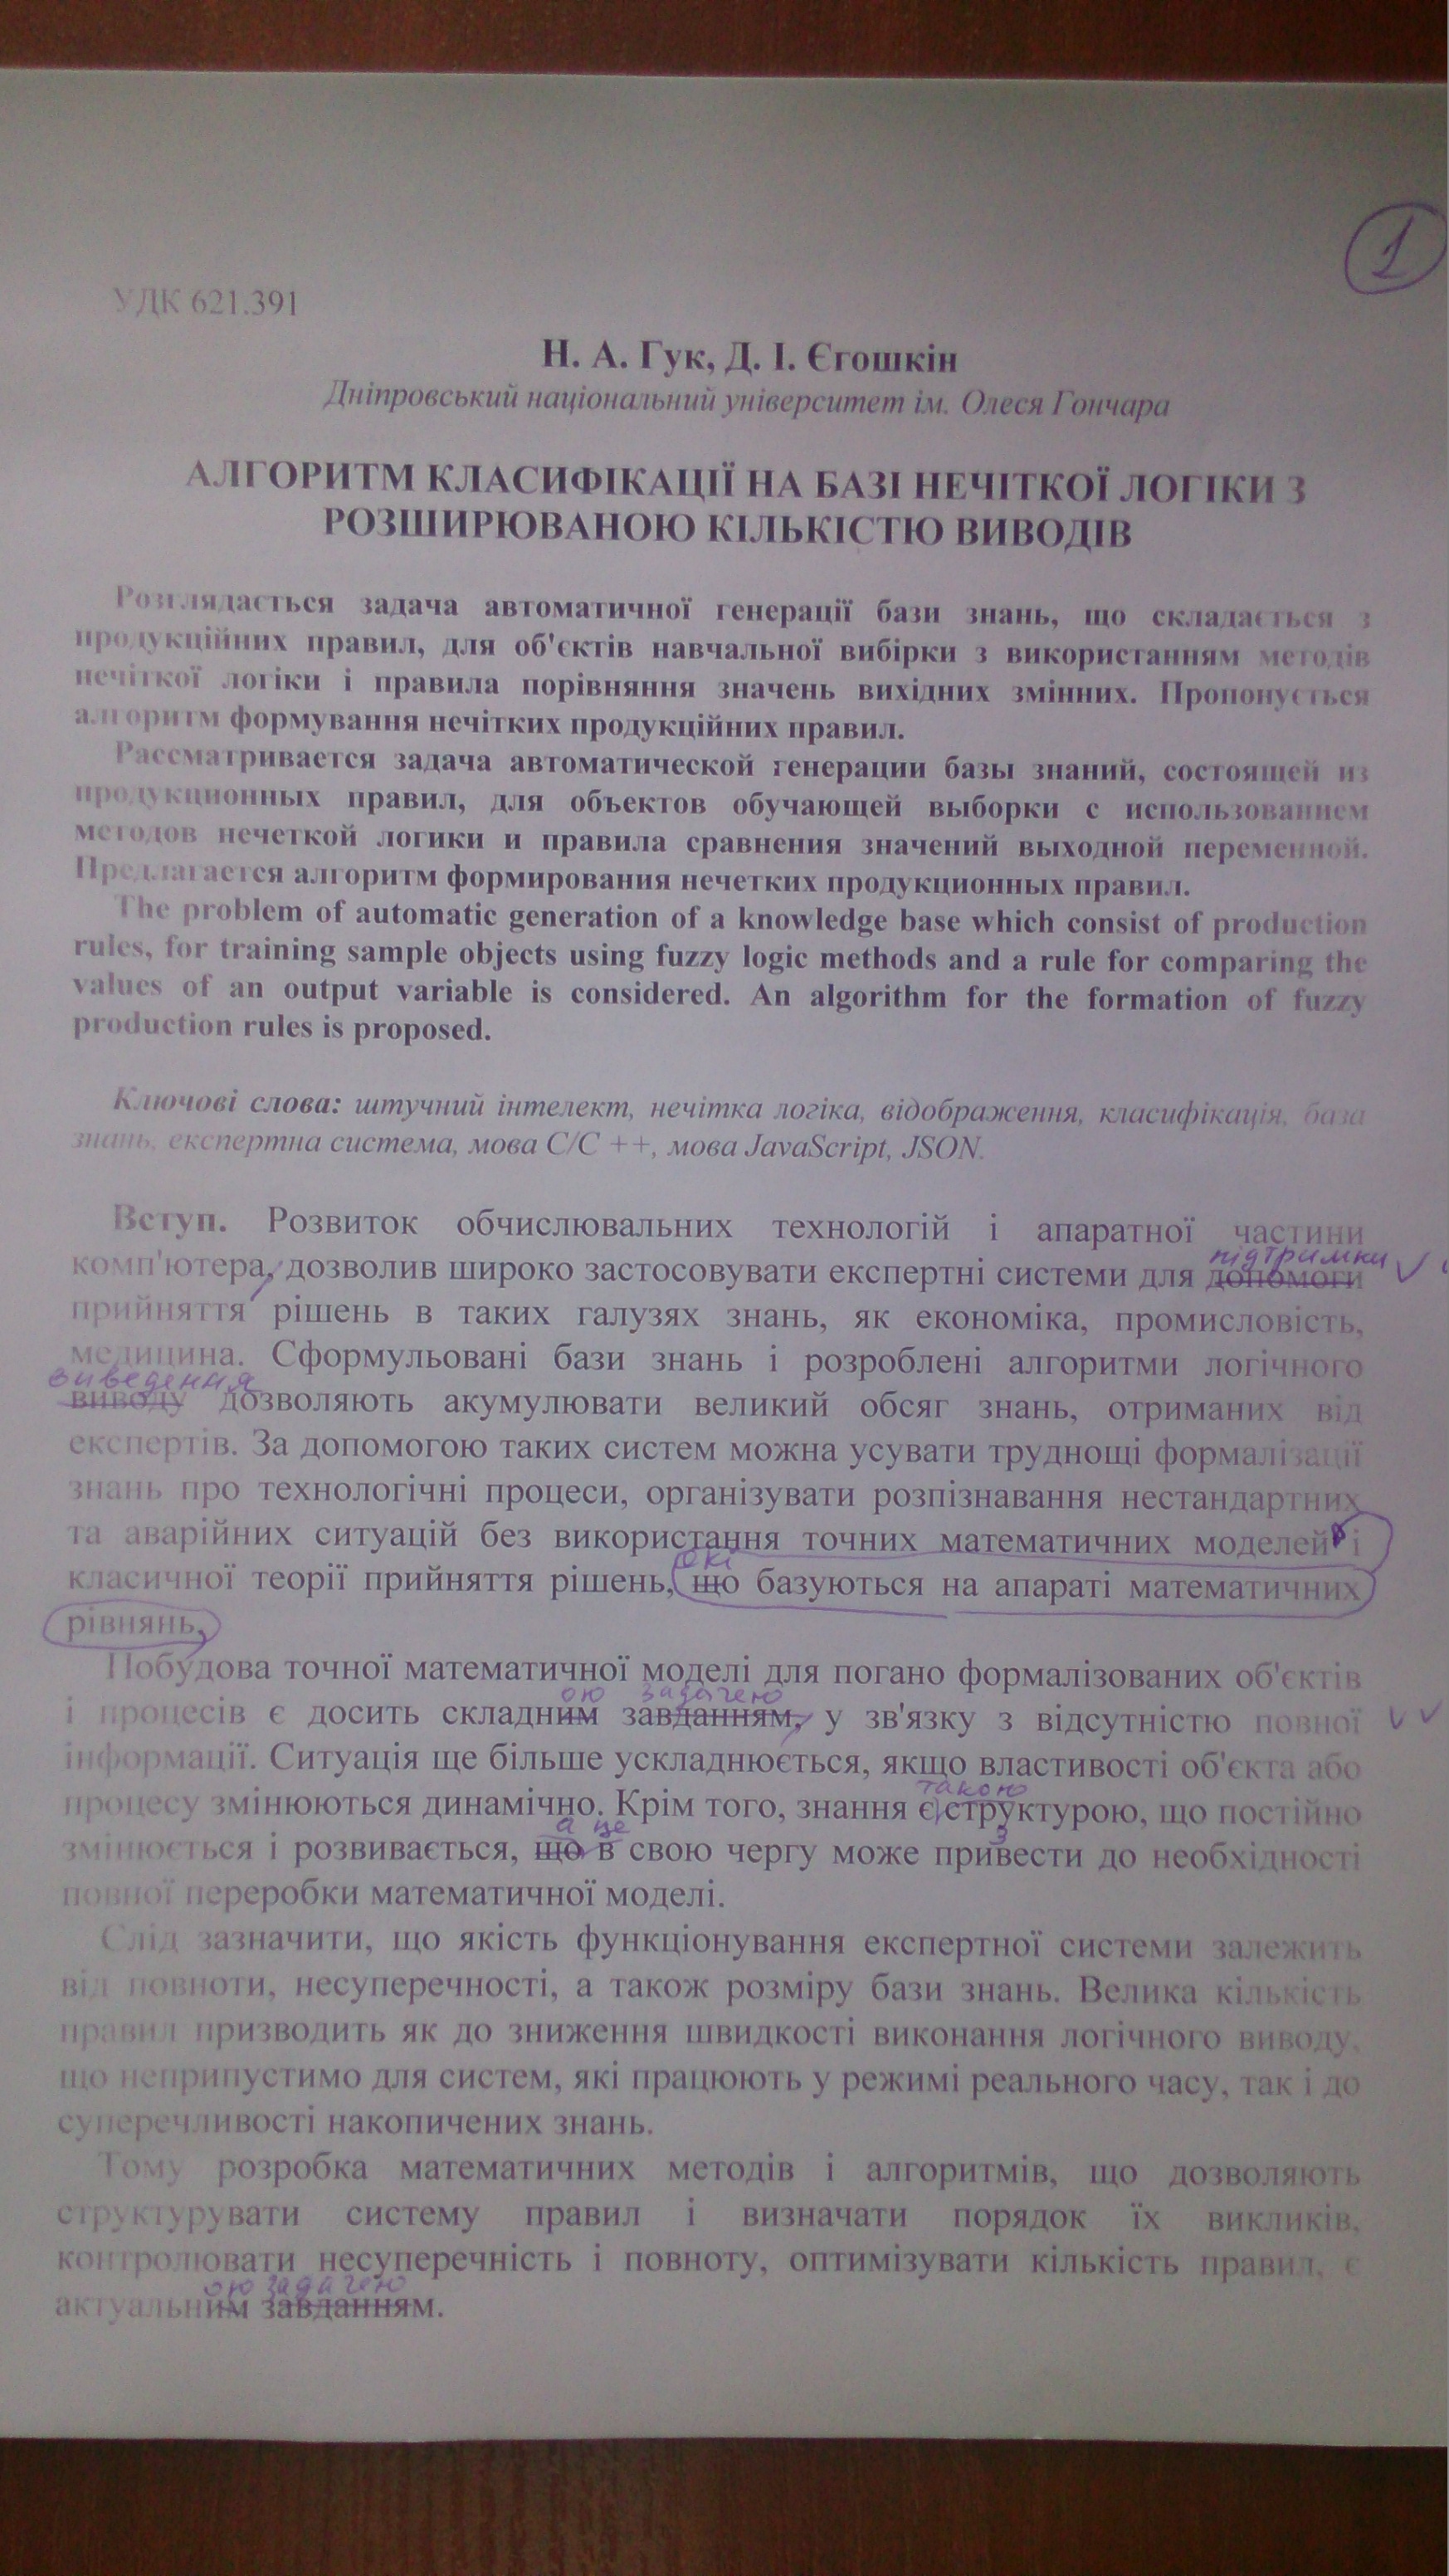 1
УДК 621.391
Н. А. Гук, Д. І. Єгошкін
Дніпровський національний університет ім. Олеся Гончара
АЛГОРИТМ КЛАСИФІКАЦІЇ НА БАЗІ НЕЧІТКОЇ ЛОГІКИ З
РОЗШИРЮВАНОЮ КІЛЬКІСТЮ ВИВОДІВ
Розглядається задача автоматичної генерації бази знань, що складається з
продукційних правил, для об'єктів навчальної вибірки з використанням методів
нечіткої логіки і правила порівняння значень вихідних змінних. Пропонується
алгоритм формування нечітких продукційних правил.
Рассматривается задача автоматической генерации базы знаний, состоящей из
продукционных правил, для объектов обучающей выборки с использованием
методов нечеткой логики и правила сравнения значений выходной переменной.
Предлагается алгоритм формирования нечетких продукционных правил.
The problem of automatic generation of a knowledge base which consist of production
rules, for training sample objects using fuzzy logic methods and a rule for comparing the
values of an output variable is considered. An algorithm for the formation of fuzzy
production rules is proposed.
Ключові слова: штучний інтелект, нечітка логіка, відображення, класифікація, база
знань, експертна система, мова C/C ++, мова JavaScript, JSON.
Вступ. Розвиток обчислювальних технологій і апаратної частини
підтримки
комп'ютера, дозволив широко застосовувати експертні системи для допомоги
прийняття рішень в таких галузях знань, як економіка, промисловість,
медицина. Сформульовані бази знань і розроблені алгоритми логічного
виведення
виводу дозволяють акумулювати великий обсяг знань, отриманих від
експертів. За допомогою таких систем можна усувати труднощі формалізації
знань про технологічні процеси, організувати розпізнавання нестандартних
та аварійних ситуацій без використання точних математичних моделей і
які
класичної теорії прийняття рішень, що базуються на апараті математичних
рівнянь.
Побудова точної математичної моделі для погано формалізованих об'єктів
ою задачею
і процесів є досить складним завданням, у зв'язку з відсутністю повної
інформації. Ситуація ще більше ускладнюється, якщо властивості об'єкта або
такою
процесу змінюються динамічно. Крім того, знання є структурою, що постійно
а це з
змінюється і розвивається, що в свою чергу може привести до необхідності
повної переробки математичної моделі.
Слід зазначити, що якість функціонування експертної системи залежить
від повноти, несуперечності, а також розміру бази знань. Велика кількість
правил призводить як до зниження швидкості виконання логічного виводу,
що неприпустимо для систем, які працюють у режимі реального часу, так і до
суперечливості накопичених знань.
Тому розробка математичних методів і алгоритмів, що дозволяють
структурувати систему правил і визначати порядок їх викликів,
контролювати несуперечність і повноту, оптимізувати кількість правил, є
ою задачею
актуальним завданням.